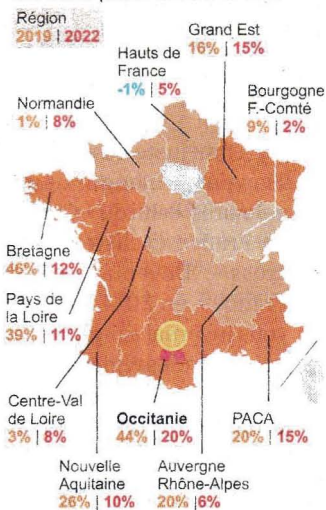 Région
2019 | 2022
Grand Est
16% | 15%
Hauts de
France
-1% | 5%
Bourgogne
F.-Comté
9% | 2%
Normandie
1% | 8%
Bretagne
46% | 12%
Pays de
la Loire
39% | 11%
Centre-Val
de Loire
3% | 8%
Occitanie
44% | 20%
PACA
20% | 15%
Nouvelle
Aquitaine
26% | 10%
Auvergne
Rhône-Alpes
20% |6%